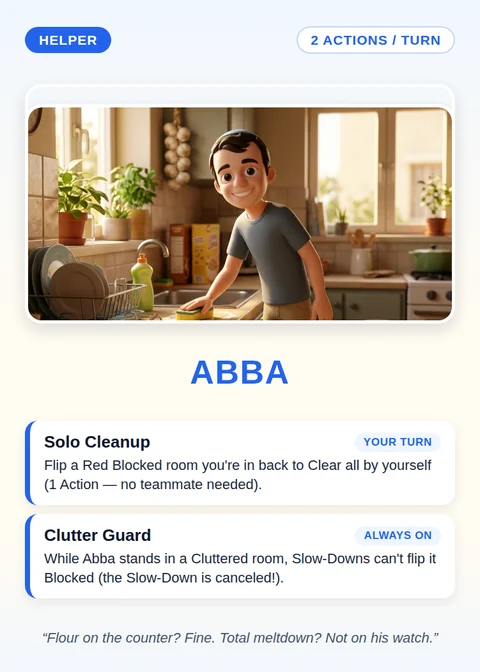 HELPER
2 ACTIONS / TURN
ABBA
Solo Cleanup
YOUR TURN
Flip a Red Blocked room you're in back to Clear all by yourself
(1 Action — no teammate needed).
Clutter Guard
ALWAYS ON
While Abba stands in a Cluttered room, Slow-Downs can't flip it
Blocked (the Slow-Down is canceled!).
“Flour on the counter? Fine. Total meltdown? Not on his watch.”